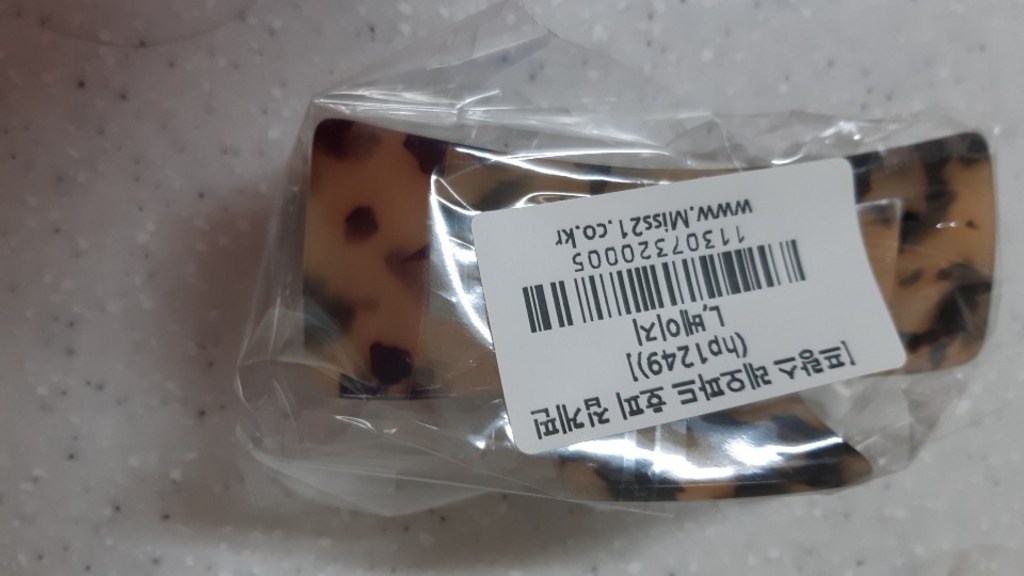 [프랑스 레오파드 호피 집게핀
(hp1249)]
L,베이지
11307320005
www.Miss21.co.kr